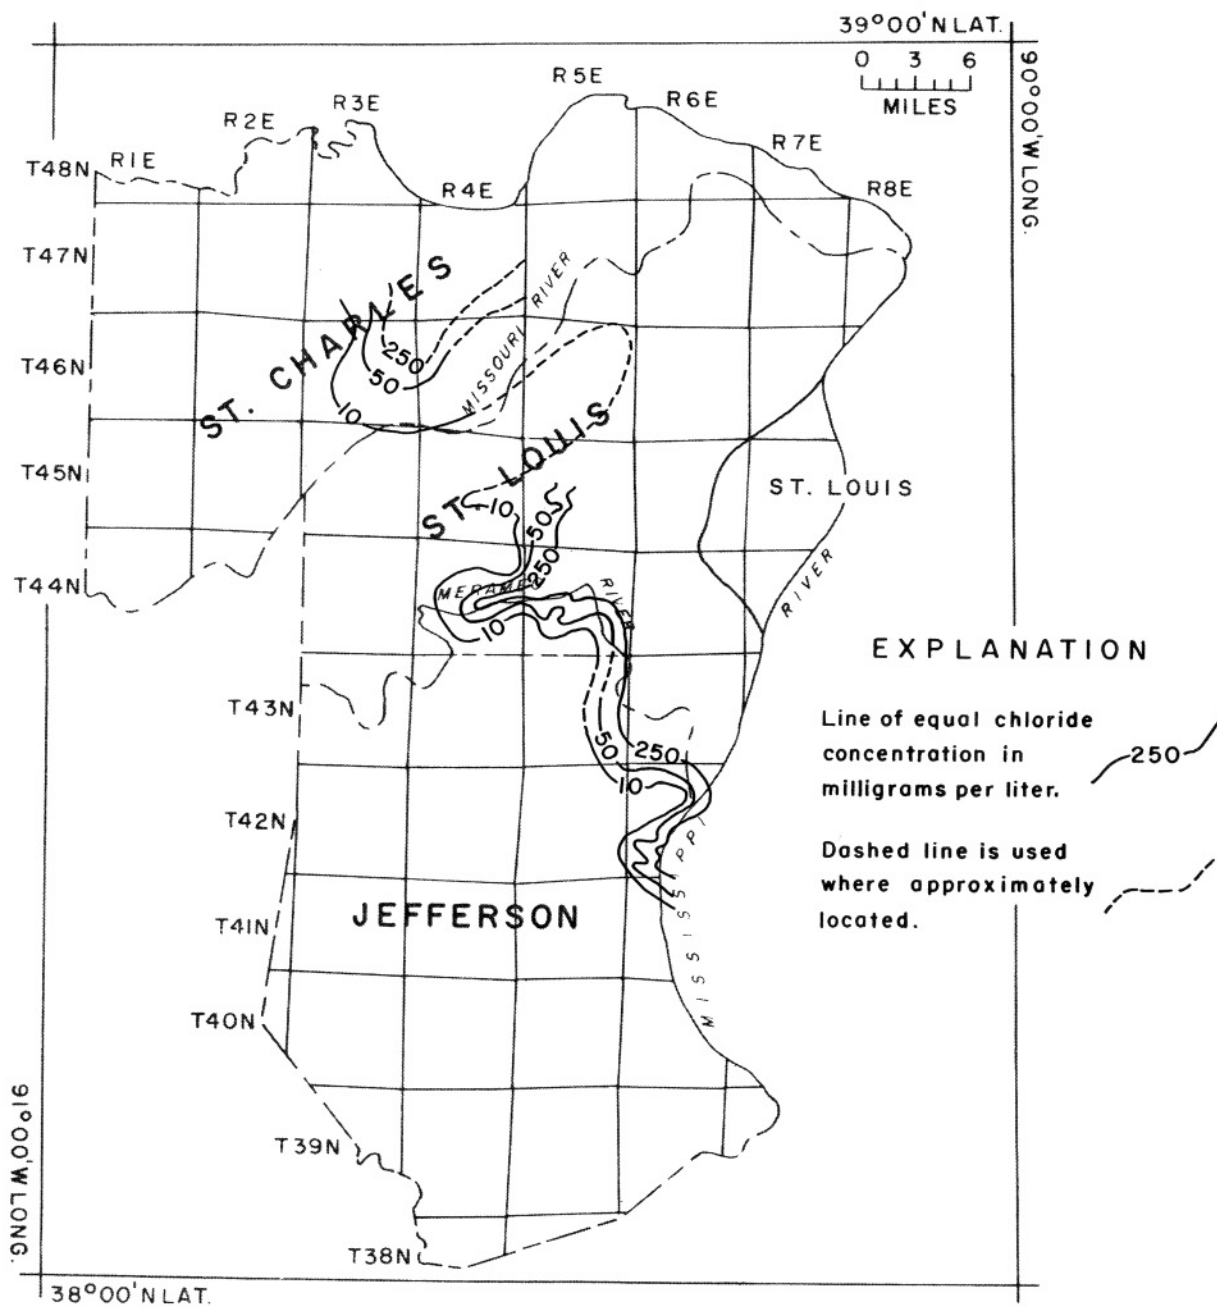 39°00'N LAT.
90°00'W LONG.
0 3 6
MILES
R5E
R6E
R3E
R2E
R7E
R1E
T48N
R4E
R8E
T47N
ST. CHARLES
MISSOURI RIVER
250
50
T46N
10
ST. LOUIS
T45N
ST. LOUIS
10
50
250
T44N
MERAMEC RIVER
10
RIVER
EXPLANATION
T43N
Line of equal chloride
concentration in
milligrams per liter.
250
50
250
10
T42N
MISSISSIPPI
Dashed line is used
where approximately
located.
JEFFERSON
T41N
T40N
91°00'W LONG.
T39N
T38N
38°00'N LAT.